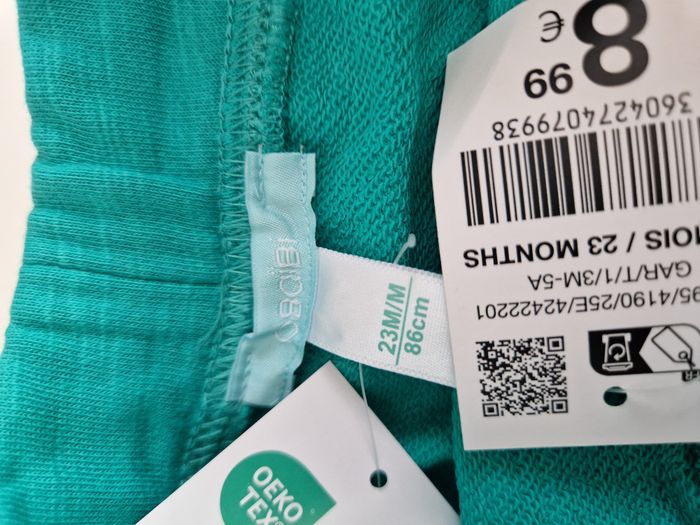 8
€
99
3604274079938
MOIS / 23 MONTHS
GAR/T/1/3M-5A
95/4190/25E/42422201
OBAIBI
23M/M
86cm
OEKO
TEX